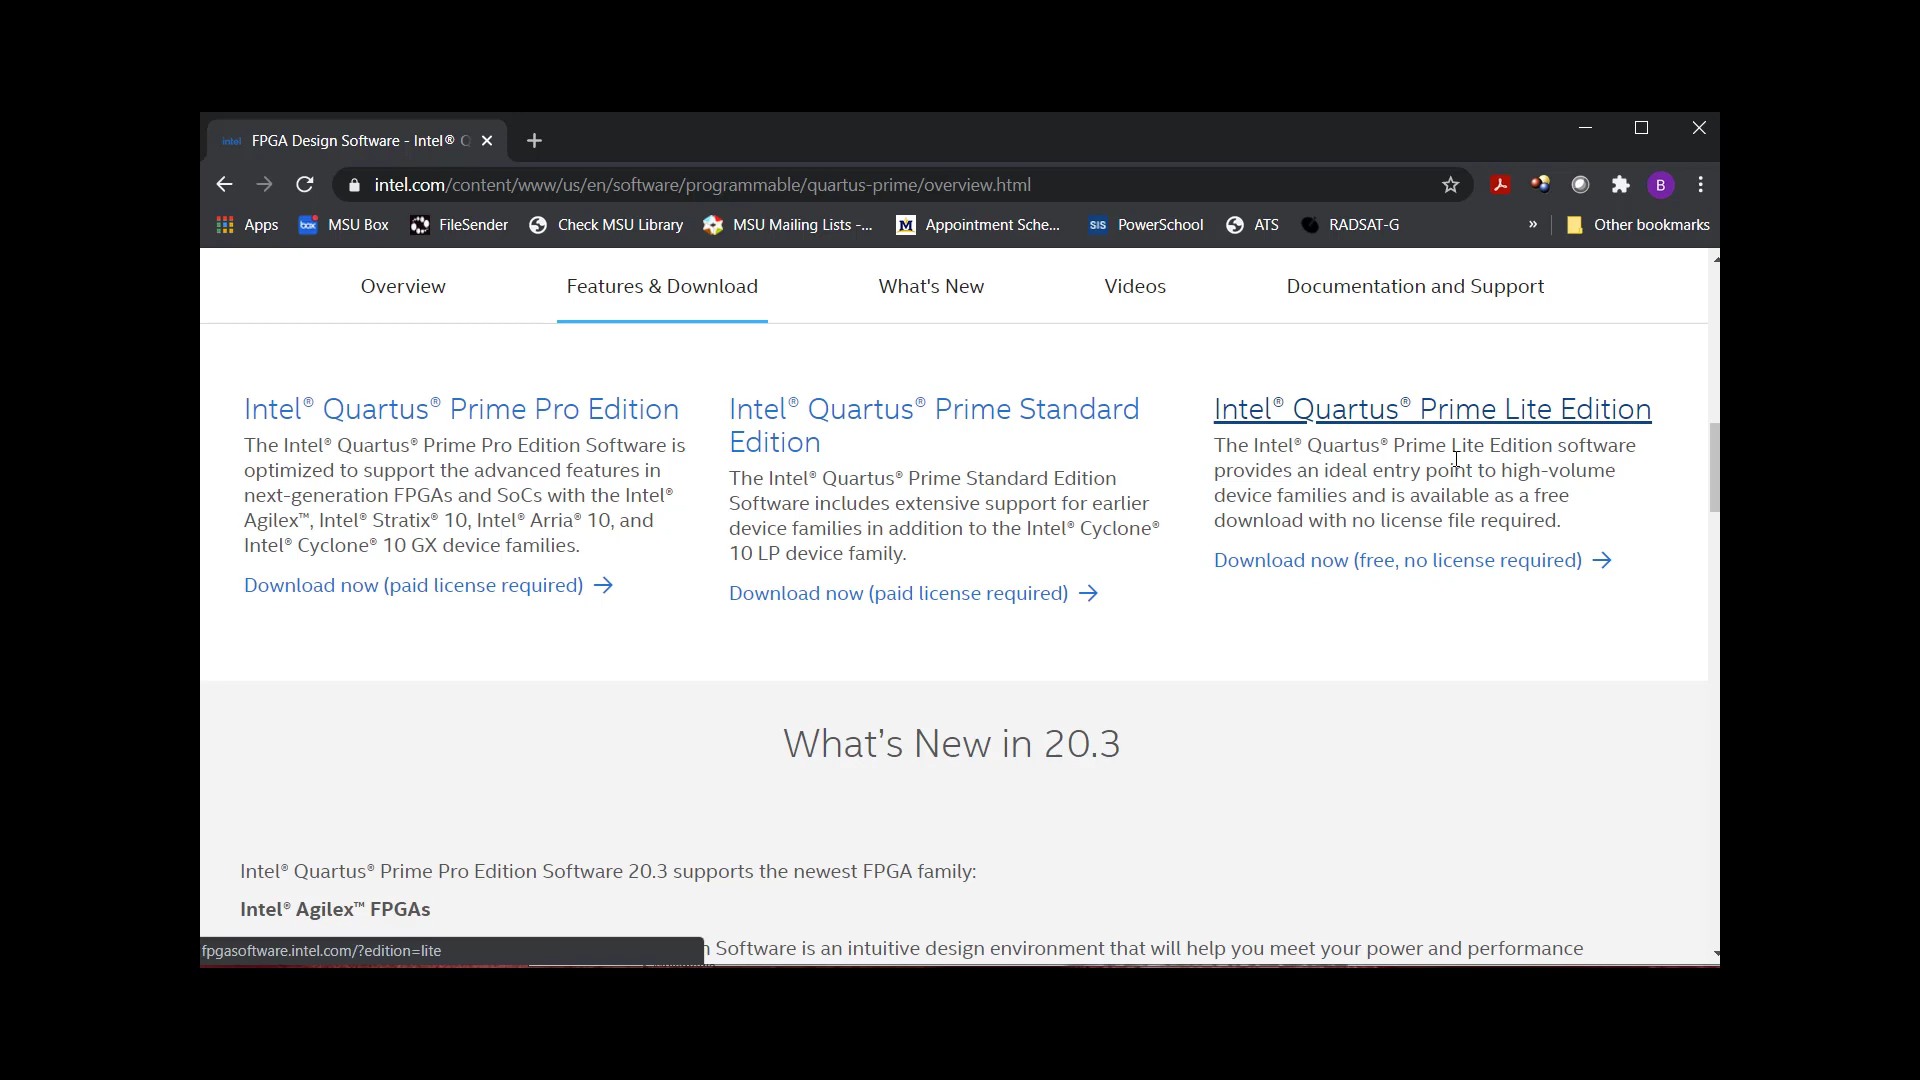 intel FPGA Design Software - Intel® Q
intel.com/content/www/us/en/software/programmable/quartus-prime/overview.html
B
Apps box MSU Box FileSender Check MSU Library MSU Mailing Lists -... M Appointment Sche... SIS PowerSchool ATS RADSAT-G » Other bookmarks
Overview Features & Download What's New Videos Documentation and Support
Intel® Quartus® Prime Pro Edition
The Intel® Quartus® Prime Pro Edition Software is
optimized to support the advanced features in
next-generation FPGAs and SoCs with the Intel®
Agilex™, Intel® Stratix® 10, Intel® Arria® 10, and
Intel® Cyclone® 10 GX device families.
Download now (paid license required) →
Intel® Quartus® Prime Standard
Edition
The Intel® Quartus® Prime Standard Edition
Software includes extensive support for earlier
device families in addition to the Intel® Cyclone®
10 LP device family.
Download now (paid license required) →
Intel® Quartus® Prime Lite Edition
The Intel® Quartus® Prime Lite Edition software
provides an ideal entry point to high-volume
device families and is available as a free
download with no license file required.
Download now (free, no license required) →
What's New in 20.3
Intel® Quartus® Prime Pro Edition Software 20.3 supports the newest FPGA family:
Intel® Agilex™ FPGAs
Software is an intuitive design environment that will help you meet your power and performance
fpgasoftware.intel.com/?edition=lite